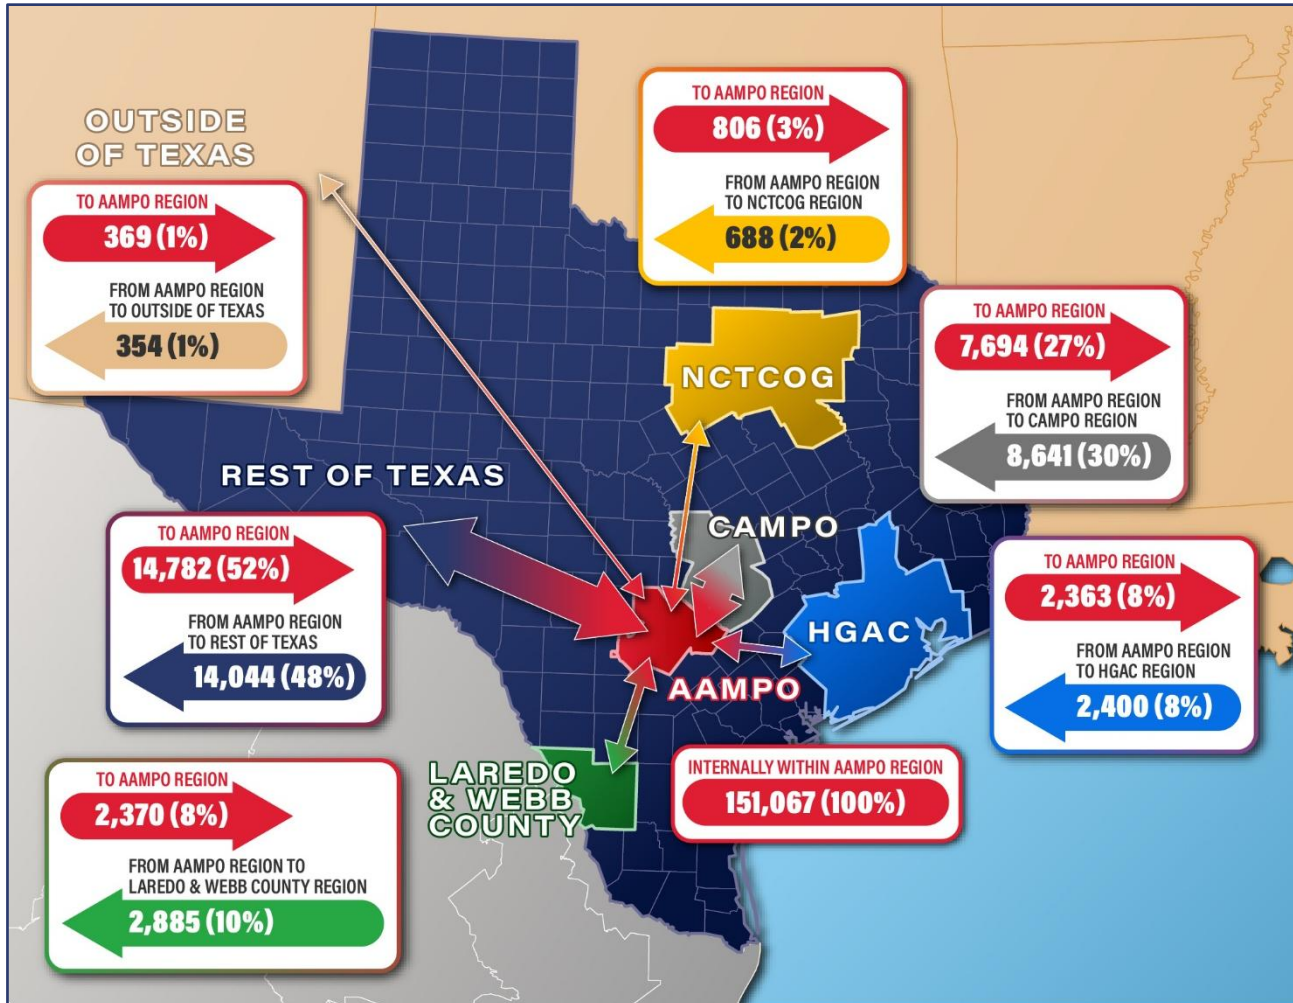 OUTSIDE
OF TEXAS
TO AAMPO REGION
369 (1%)
FROM AAMPO REGION
TO OUTSIDE OF TEXAS
354 (1%)
TO AAMPO REGION
806 (3%)
FROM AAMPO REGION
TO NCTCOG REGION
688 (2%)
NCTCOG
TO AAMPO REGION
7,694 (27%)
FROM AAMPO REGION
TO CAMPO REGION
8,641 (30%)
REST OF TEXAS
CAMPO
TO AAMPO REGION
14,782 (52%)
FROM AAMPO REGION
TO REST OF TEXAS
14,044 (48%)
HGAC
AAMPO
TO AAMPO REGION
2,363 (8%)
FROM AAMPO REGION
TO HGAC REGION
2,400 (8%)
LAREDO
& WEBB
COUNTY
INTERNALLY WITHIN AAMPO REGION
151,067 (100%)
TO AAMPO REGION
2,370 (8%)
FROM AAMPO REGION TO
LAREDO & WEBB COUNTY REGION
2,885 (10%)